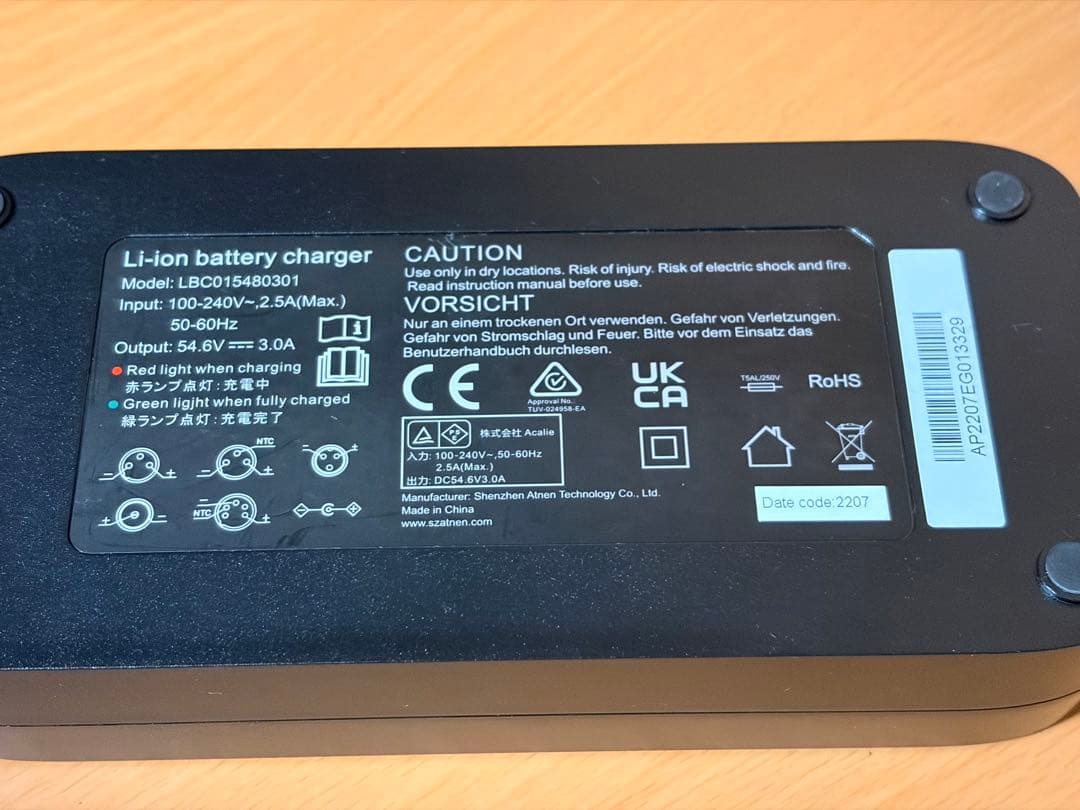 Li-ion battery charger
Model: LBC015480301
Input: 100-240V~,2.5A(Max.)
50-60Hz
Output: 54.6V⎓3.0A
Red light when charging
赤ランプ点灯:充電中
Green ligjht when fully charged
緑ランプ点灯:充電完了
- +
- NTC +
- +
+ -
- NTC +
- C +
CAUTION
Use only in dry locations. Risk of injury. Risk of electric shock and fire.
Read instruction manual before use.
VORSICHT
Nur an einem trockenen Ort verwenden. Gefahr von Verletzungen.
Gefahr von Stromschlag und Feuer. Bitte vor dem Einsatz das
Benutzerhandbuch durchlesen.
CE
Approval No.
TUV-024958-EA
UK
CA
T5AL/250V
RoHS
PS
E
株式会社 Acalie
入力: 100-240V~,50-60Hz
2.5A(Max.)
出力: DC54.6V3.0A
Manufacturer: Shenzhen Atnen Technology Co., Ltd.
Made in China
www.szatnen.com
Date code:2207
AP2207EG013329